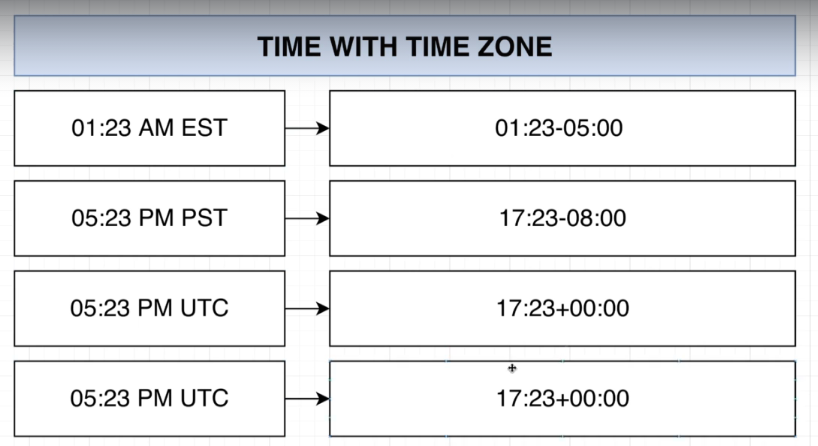 TIME WITH TIME ZONE
01:23 AM EST
01:23-05:00
05:23 PM PST
17:23-08:00
05:23 PM UTC
17:23+00:00
05:23 PM UTC
17:23+00:00